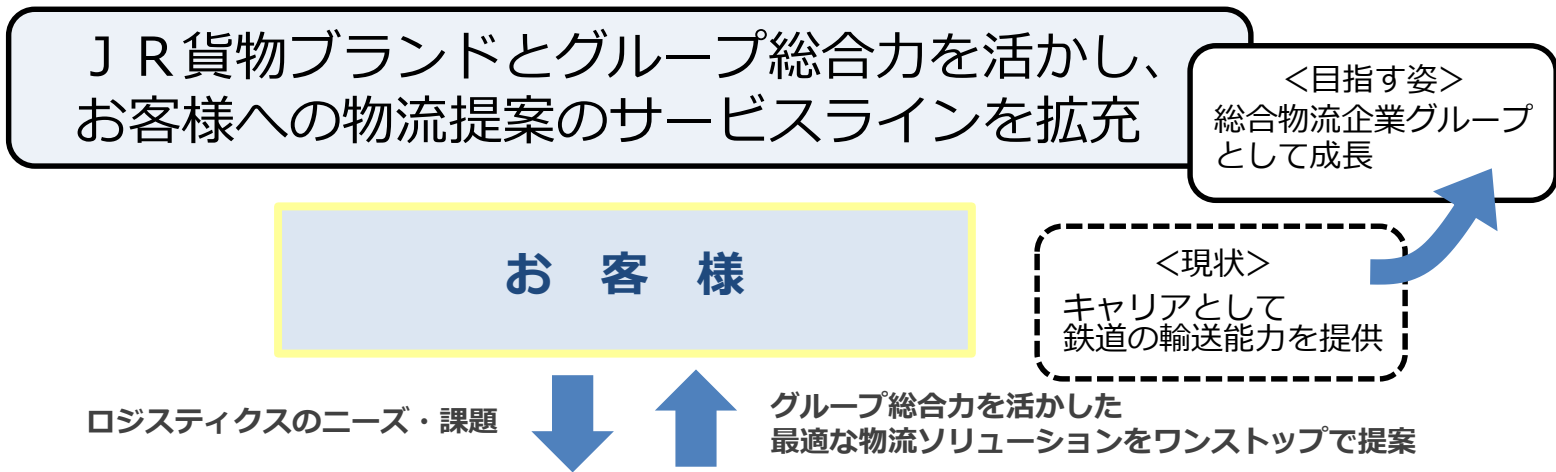 ＪＲ貨物ブランドとグループ総合力を活かし、
お客様への物流提案のサービスラインを拡充
＜目指す姿＞
総合物流企業グループ
として成長
お　客　様
＜現状＞
キャリアとして
鉄道の輸送能力を提供
ロジスティクスのニーズ・課題
グループ総合力を活かした
最適な物流ソリューションをワンストップで提案